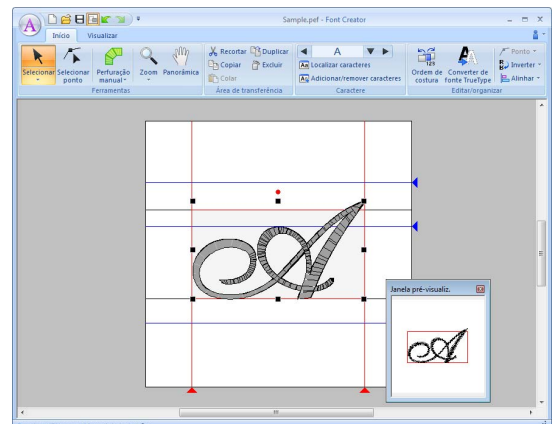 Sample.pef - Font Creator
Início Visualizar
Selecionar Selecionar ponto Perfuração manual Zoom Panorâmica
Ferramentas
Recortar Duplicar
Copiar Excluir
Colar
Área de transferência
A
Localizar caracteres
Adicionar/remover caracteres
Caractere
Ordem de costura Converter de fonte TrueType
Ponto
Inverter
Alinhar
Editar/organizar
A
Janela pré-visualiz.
A